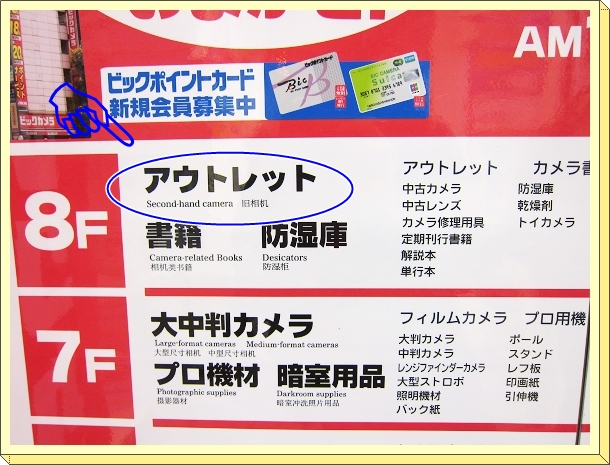 AM
ビックポイントカード
新規会員募集中
Bic
BIC CAMERA
Suica
JCB
ビックカメラ
8F
アウトレット
Second-hand camera 旧相机
書籍 防湿庫
Camera-related Books Desicators
相机类书籍 防湿柜
アウトレット カメラ書
中古カメラ 防湿庫
中古レンズ 乾燥剤
カメラ修理用具 トイカメラ
定期刊行書籍
解説本
単行本
7F
大中判カメラ
Large-format cameras Medium-format cameras
大型尺寸相机 中型尺寸相机
プロ機材 暗室用品
Photographic supplies Darkroom supplies
摄影器材 暗室冲洗照片用品
フィルムカメラ プロ用機
大判カメラ ポール
中判カメラ スタンド
レンジファインダーカメラ レフ板
大型ストロボ 印画紙
照明機材 引伸機
バック紙